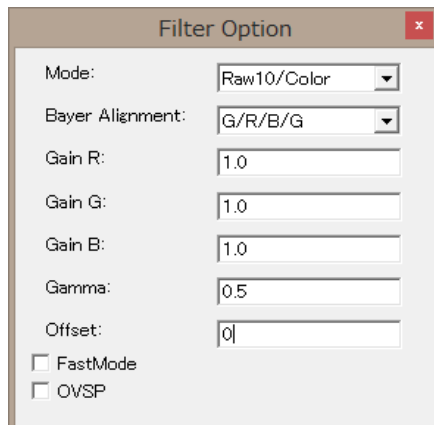 Filter Option
x
Mode: Raw10/Color
Bayer Alignment: G/R/B/G
Gain R: 1.0
Gain G: 1.0
Gain B: 1.0
Gamma: 0.5
Offset: 0
FastMode
OVSP